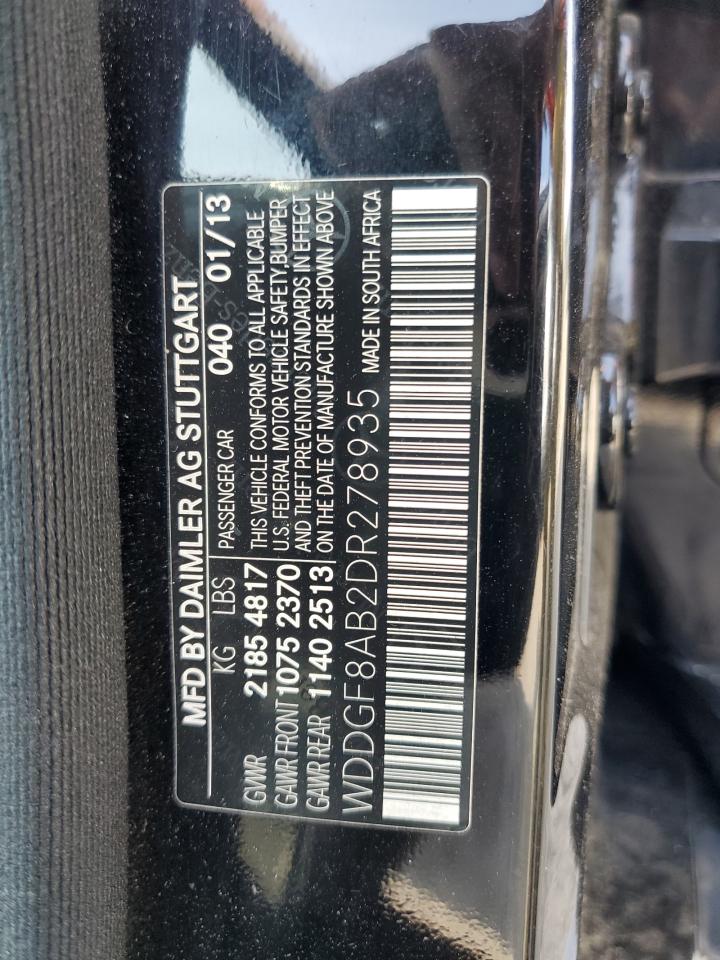 MFD BY DAIMLER AG STUTTGART
KG LBS PASSENGER CAR 040 01/13
GVWR 2185 4817 THIS VEHICLE CONFORMS TO ALL APPLICABLE
GAWR FRONT 1075 2370 U.S. FEDERAL MOTOR VEHICLE SAFETY,BUMPER
GAWR REAR 1140 2513 AND THEFT PREVENTION STANDARDS IN EFFECT
ON THE DATE OF MANUFACTURE SHOWN ABOVE
WDDGF8AB2DR278935 MADE IN SOUTH AFRICA